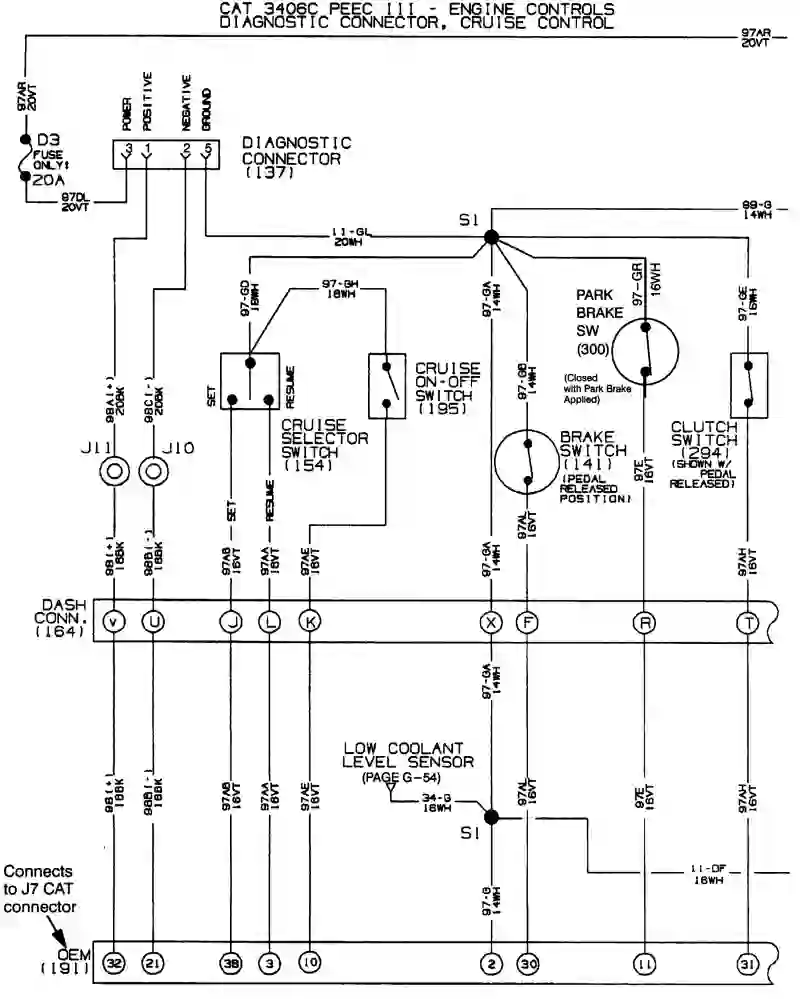 CAT 3406C PEEC III - ENGINE CONTROLS
DIAGNOSTIC CONNECTOR, CRUISE CONTROL
97AR
20VT
97AR
20VT
POWER
POSITIVE
NEGATIVE
GROUND
D3
FUSE
ONLY!
20A
3 1 2 5
DIAGNOSTIC
CONNECTOR
(137)
97DL
20VT
S1
89-G
14WH
11-GL
20WH
97-GD
18WH
97-GH
18WH
97-GA
14WH
97-GR
16WH
97-GE
16WH
PARK
BRAKE
SW
(300)
(Closed
with Park Brake
Applied)
97-GB
14WH
98A(+)
20BK
98C(-)
20BK
SET
RESUME
CRUISE
ON-OFF
SWITCH
(195)
CRUISE
SELECTOR
SWITCH
(154)
CLUTCH
SWITCH
(294)
(SHOWN W/
PEDAL
RELEASED)
BRAKE
SWITCH
(141)
(PEDAL
RELEASED
POSITION)
J11
J10
97E
16VT
SET
RESUME
97AL
16VT
98(+)
18BK
98B(-)
18BK
97AB
16VT
97AA
16VT
97AE
16VT
97-GA
14WH
97AH
16VT
DASH
CONN.
(164)
V U J L K X F R T
97-GA
14WH
LOW COOLANT
LEVEL SENSOR
(PAGE G-54)
34-G
18WH
98(+)
18BK
98B(-)
18BK
97AB
16VT
97AA
16VT
97AE
16VT
97AL
16VT
97E
16VT
97AH
16VT
S1
11-DF
16WH
Connects
to J7 CAT
connector
97-G
14WH
OEM
(191)
32 21 38 3 10 2 30 11 31